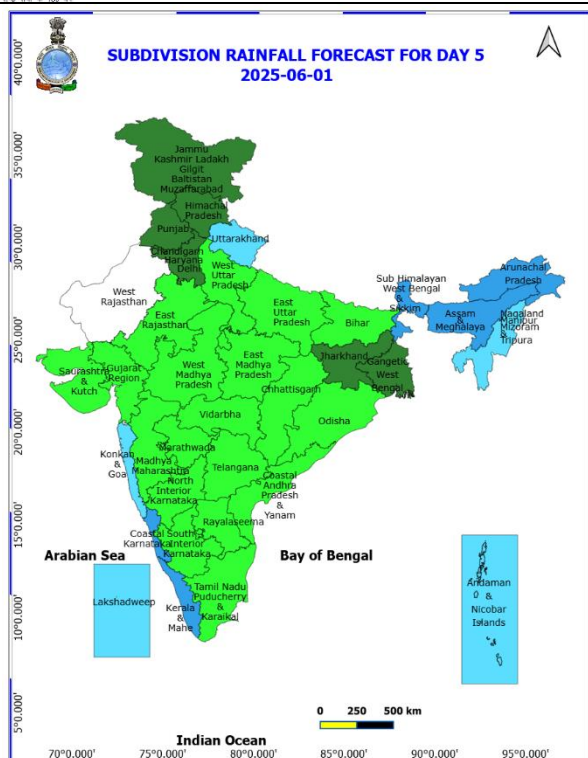 SUBDIVISION RAINFALL FORECAST FOR DAY 5
2025-06-01
40°0.000'
35°0.000'
30°0.000'
25°0.000'
20°0.000'
15°0.000'
10°0.000'
5°0.000'
Jammu
Kashmir Ladakh
Gilgit
Baltistan
Muzaffarabad
Himachal
Pradesh
Punjab
Chandigarh
Haryana
Delhi
Uttarakhand
West
Uttar
Pradesh
West
Rajasthan
East
Rajasthan
East
Uttar
Pradesh
Bihar
Sub Himalayan
West Bengal
&
Sikkim
Arunachal
Pradesh
Assam
&
Meghalaya
Nagaland
Manipur
Mizoram
&
Tripura
Jharkhand
Gangetic
West
Bengal
Saurashtra
&
Kutch
Gujarat
Region
West
Madhya
Pradesh
East
Madhya
Pradesh
Chhattisgarh
Odisha
Vidarbha
Konkan
&
Goa
Marathwada
Madhya
Maharashtra
North
Interior
Karnataka
Telangana
Coastal
Andhra
Pradesh
&
Yanam
Rayalaseema
Coastal
Karnataka
South
Interior
Karnataka
Tamil Nadu
Puducherry
&
Karaikal
Kerala
&
Mahe
Arabian Sea
Bay of Bengal
Lakshadweep
Andaman
&
Nicobar
Islands
0 250 500 km
Indian Ocean
70°0.000' 75°0.000' 80°0.000' 85°0.000' 90°0.000' 95°0.000'